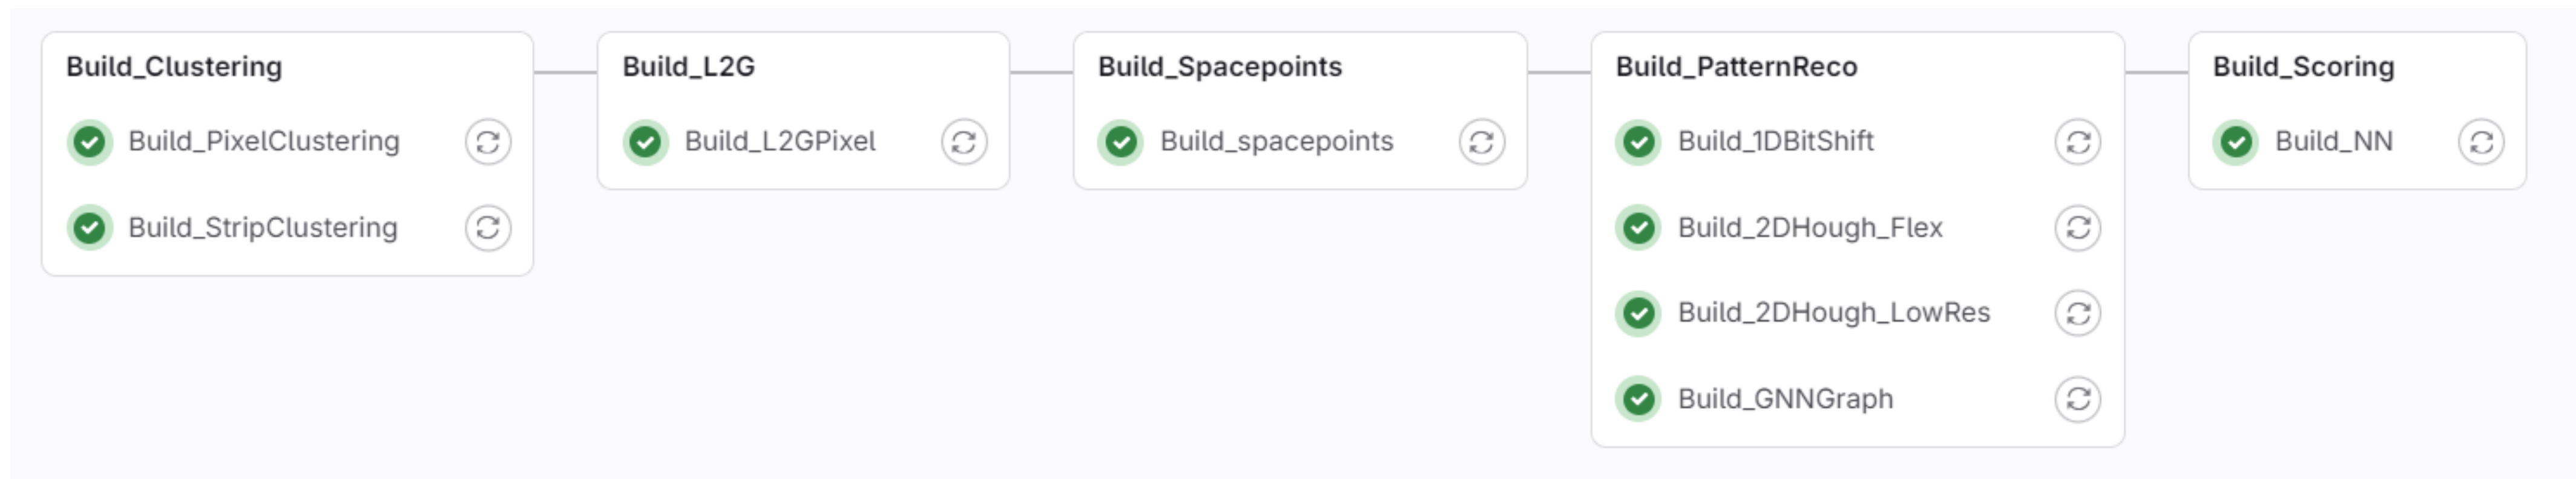 Build_Clustering
Build_PixelClustering
Build_StripClustering
Build_L2G
Build_L2GPixel
Build_Spacepoints
Build_spacepoints
Build_PatternReco
Build_1DBitShift
Build_2DHough_Flex
Build_2DHough_LowRes
Build_GNNGraph
Build_Scoring
Build_NN